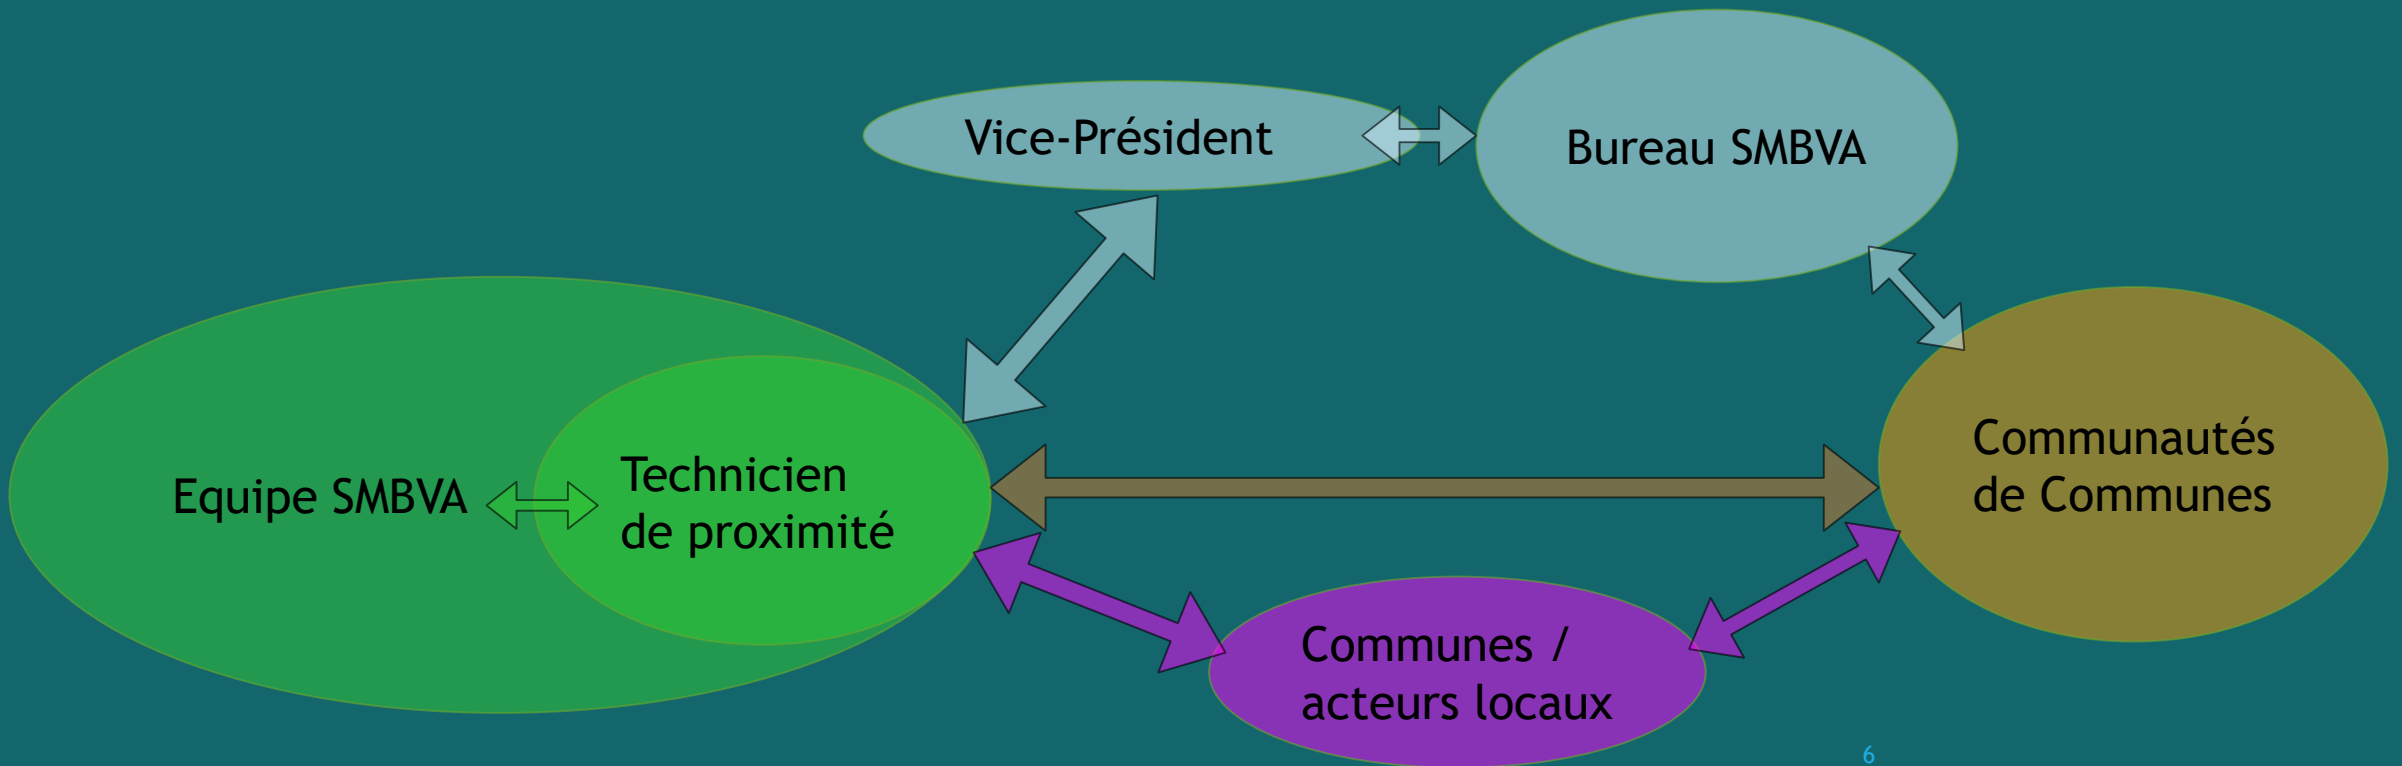 Vice-Président
Bureau SMBVA
Equipe SMBVA
Technicien
de proximité
Communautés
de Communes
Communes /
acteurs locaux
6